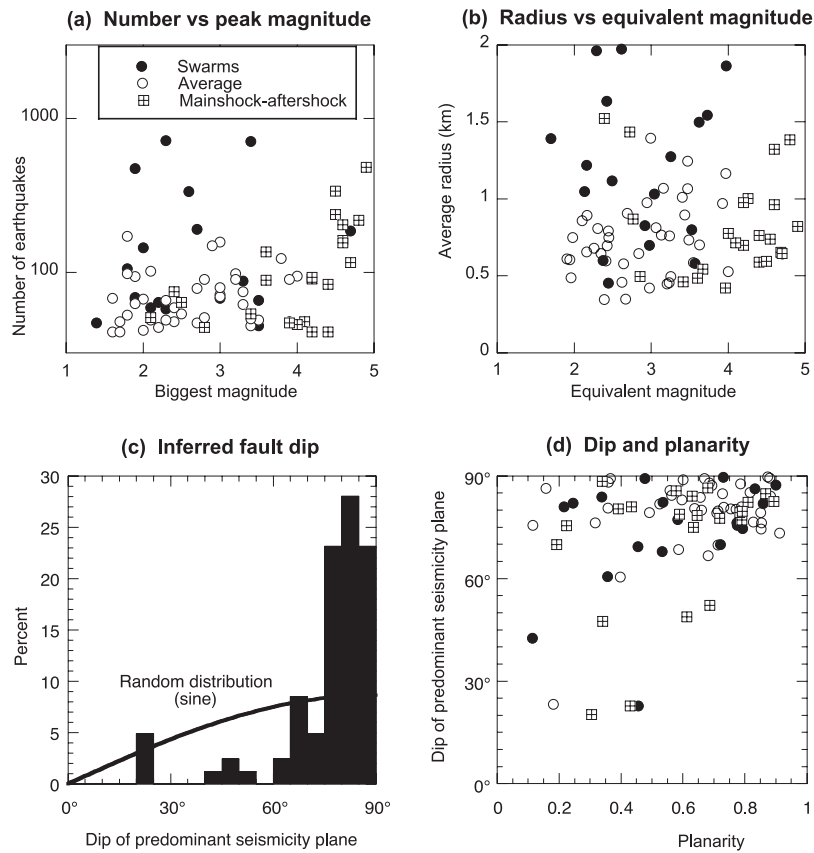 (a) Number vs peak magnitude
Swarms
Average
Mainshock-aftershock
1000
100
Number of earthquakes
1 2 3 4 5
Biggest magnitude
(b) Radius vs equivalent magnitude
2
1.5
1
0.5
0
Average radius (km)
1 2 3 4 5
Equivalent magnitude
(c) Inferred fault dip
30
25
20
15
10
5
0
Percent
Random distribution
(sine)
0° 30° 60° 90°
Dip of predominant seismicity plane
(d) Dip and planarity
90°
60°
30°
0°
Dip of predominant seismicity plane
0 0.2 0.4 0.6 0.8 1
Planarity